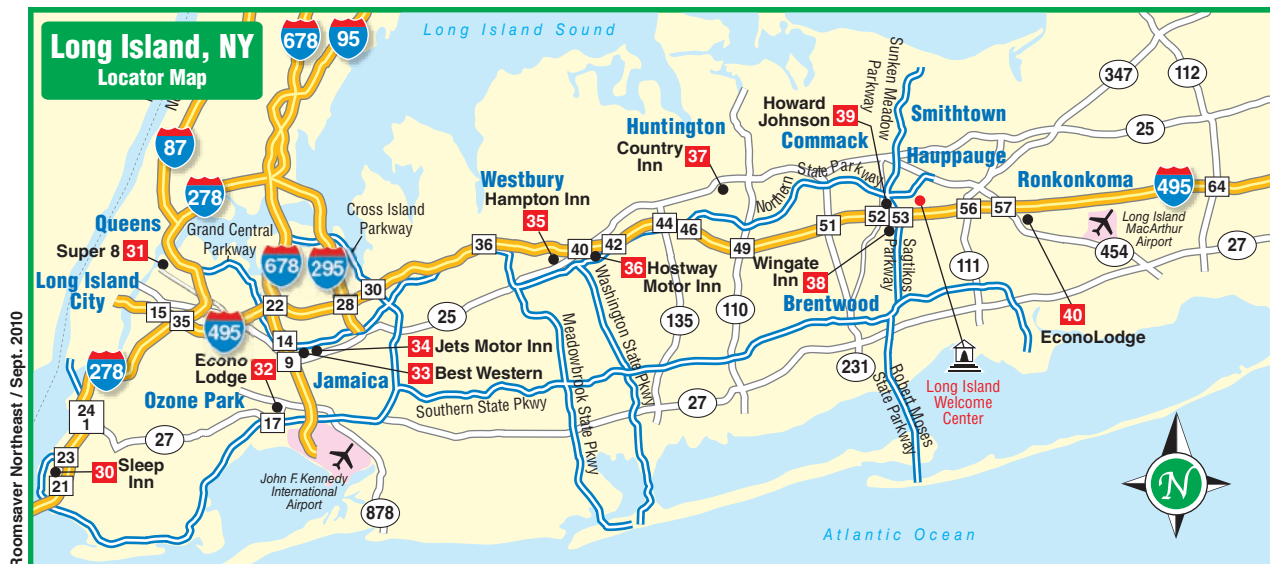 Long Island, NY
Locator Map
Roomsaver Northeast / Sept. 2010
Long Island Sound
Atlantic Ocean
678
95
87
278
Queens
Super 8 31
Long Island
City
Grand Central
Parkway
Cross Island
Parkway
678
295
15
35
495
22
28
30
14
9
278
Econo
Lodge 32
Ozone Park
Jamaica
34 Jets Motor Inn
33 Best Western
24
1
27
17
23
21
30 Sleep
Inn
John F. Kennedy
International
Airport
878
25
36
Westbury
Hampton Inn
35
40
42
36 Hostway
Motor Inn
Meadowbrook State Pkwy
Washington State Pkwy
Southern State Pkwy
27
Huntington
Country
Inn
37
44
46
49
135
110
Northern State Parkway
Howard
Johnson 39
Commack
Sunken Meadow
Parkway
Smithtown
Hauppauge
51
52
53
Wingate
Inn 38
Brentwood
Sagtikos
Parkway
231
Robert Moses
State Parkway
Long Island
Welcome
Center
347
112
25
Ronkonkoma
495
64
56
57
111
Long Island
MacArthur
Airport
454
27
40
EconoLodge
N